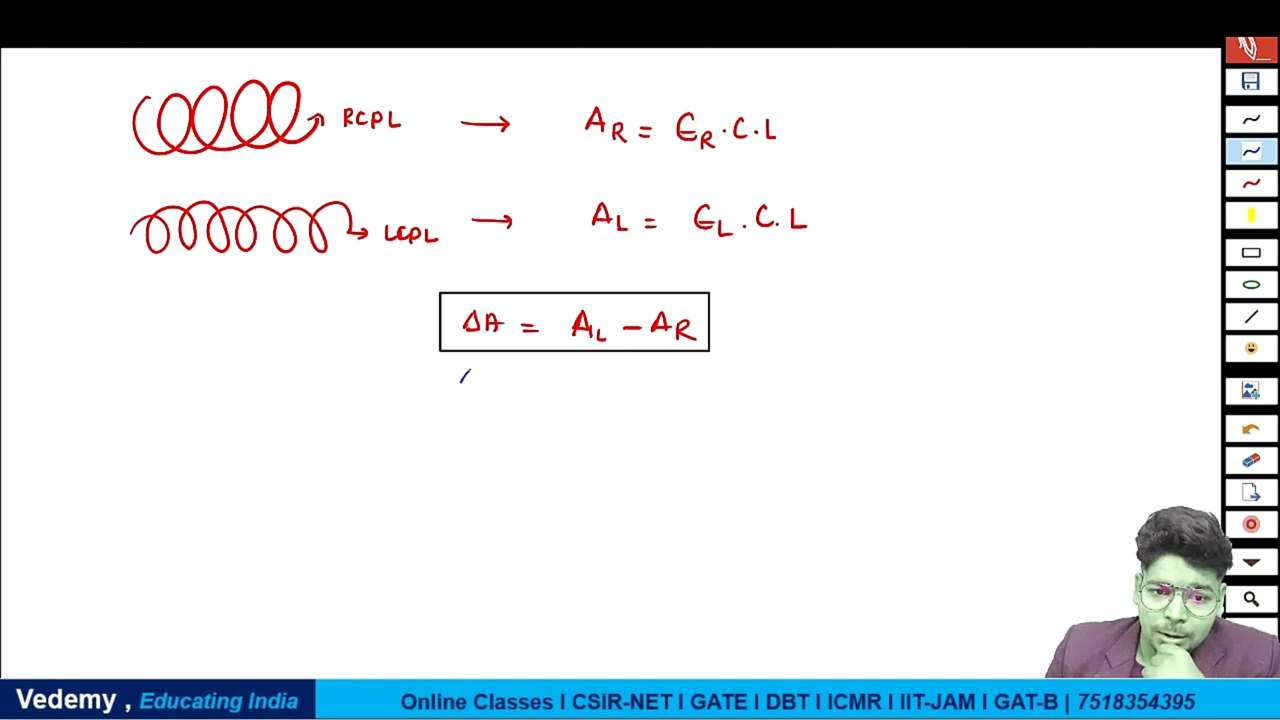 RCPL → A_R = ε_R . C . L
LCPL → A_L = ε_L . C . L
ΔA = A_L – A_R
Vedemy , Educating India
Online Classes I CSIR-NET I GATE I DBT I ICMR I IIT-JAM I GAT-B | 7518354395